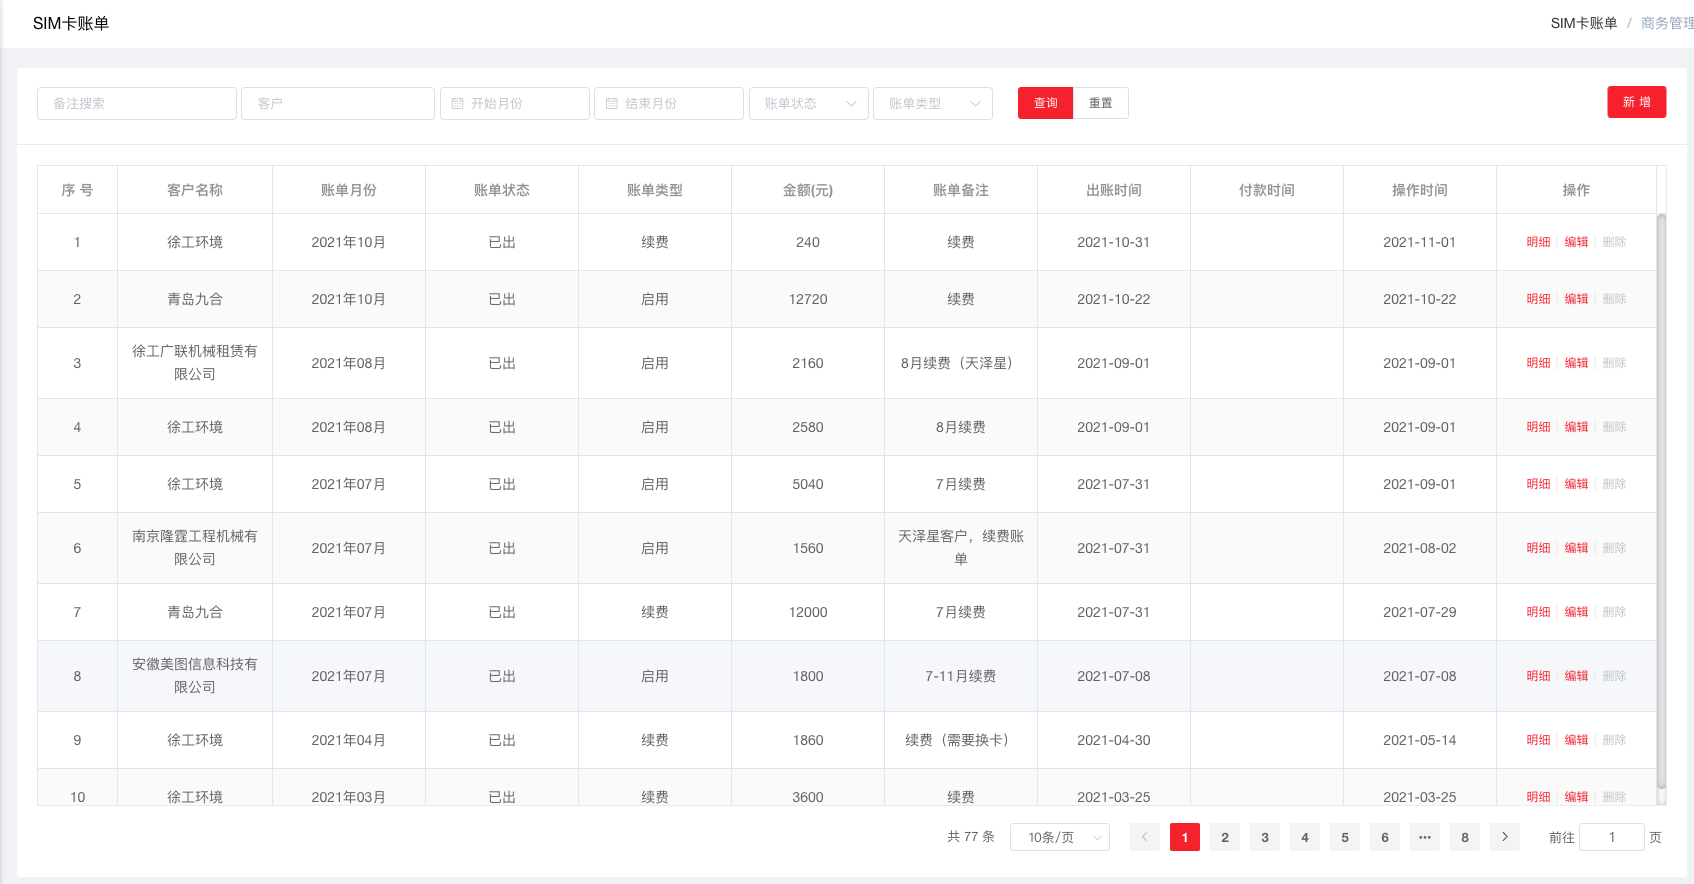 SIM卡账单
SIM卡账单 / 商务管理
备注搜索 客户 开始月份 结束月份 账单状态 账单类型 查询 重置 新 增
序 号 客户名称 账单月份 账单状态 账单类型 金额(元) 账单备注 出账时间 付款时间 操作时间 操作
1 徐工环境 2021年10月 已出 续费 240 续费 2021-10-31 2021-11-01 明细 编辑 删除
2 青岛九合 2021年10月 已出 启用 12720 续费 2021-10-22 2021-10-22 明细 编辑 删除
3 徐工广联机械租赁有 2021年08月 已出 启用 2160 8月续费（天泽星） 2021-09-01 2021-09-01 明细 编辑 删除
限公司
4 徐工环境 2021年08月 已出 启用 2580 8月续费 2021-09-01 2021-09-01 明细 编辑 删除
5 徐工环境 2021年07月 已出 启用 5040 7月续费 2021-07-31 2021-09-01 明细 编辑 删除
6 南京隆霆工程机械有 2021年07月 已出 启用 1560 天泽星客户，续费账 2021-07-31 2021-08-02 明细 编辑 删除
限公司 单
7 青岛九合 2021年07月 已出 续费 12000 7月续费 2021-07-31 2021-07-29 明细 编辑 删除
8 安徽美图信息科技有 2021年07月 已出 启用 1800 7-11月续费 2021-07-08 2021-07-08 明细 编辑 删除
限公司
9 徐工环境 2021年04月 已出 续费 1860 续费（需要换卡） 2021-04-30 2021-05-14 明细 编辑 删除
10 徐工环境 2021年03月 已出 续费 3600 续费 2021-03-25 2021-03-25 明细 编辑 删除
共 77 条 10条/页 1 2 3 4 5 6 ••• 8 前往 1 页